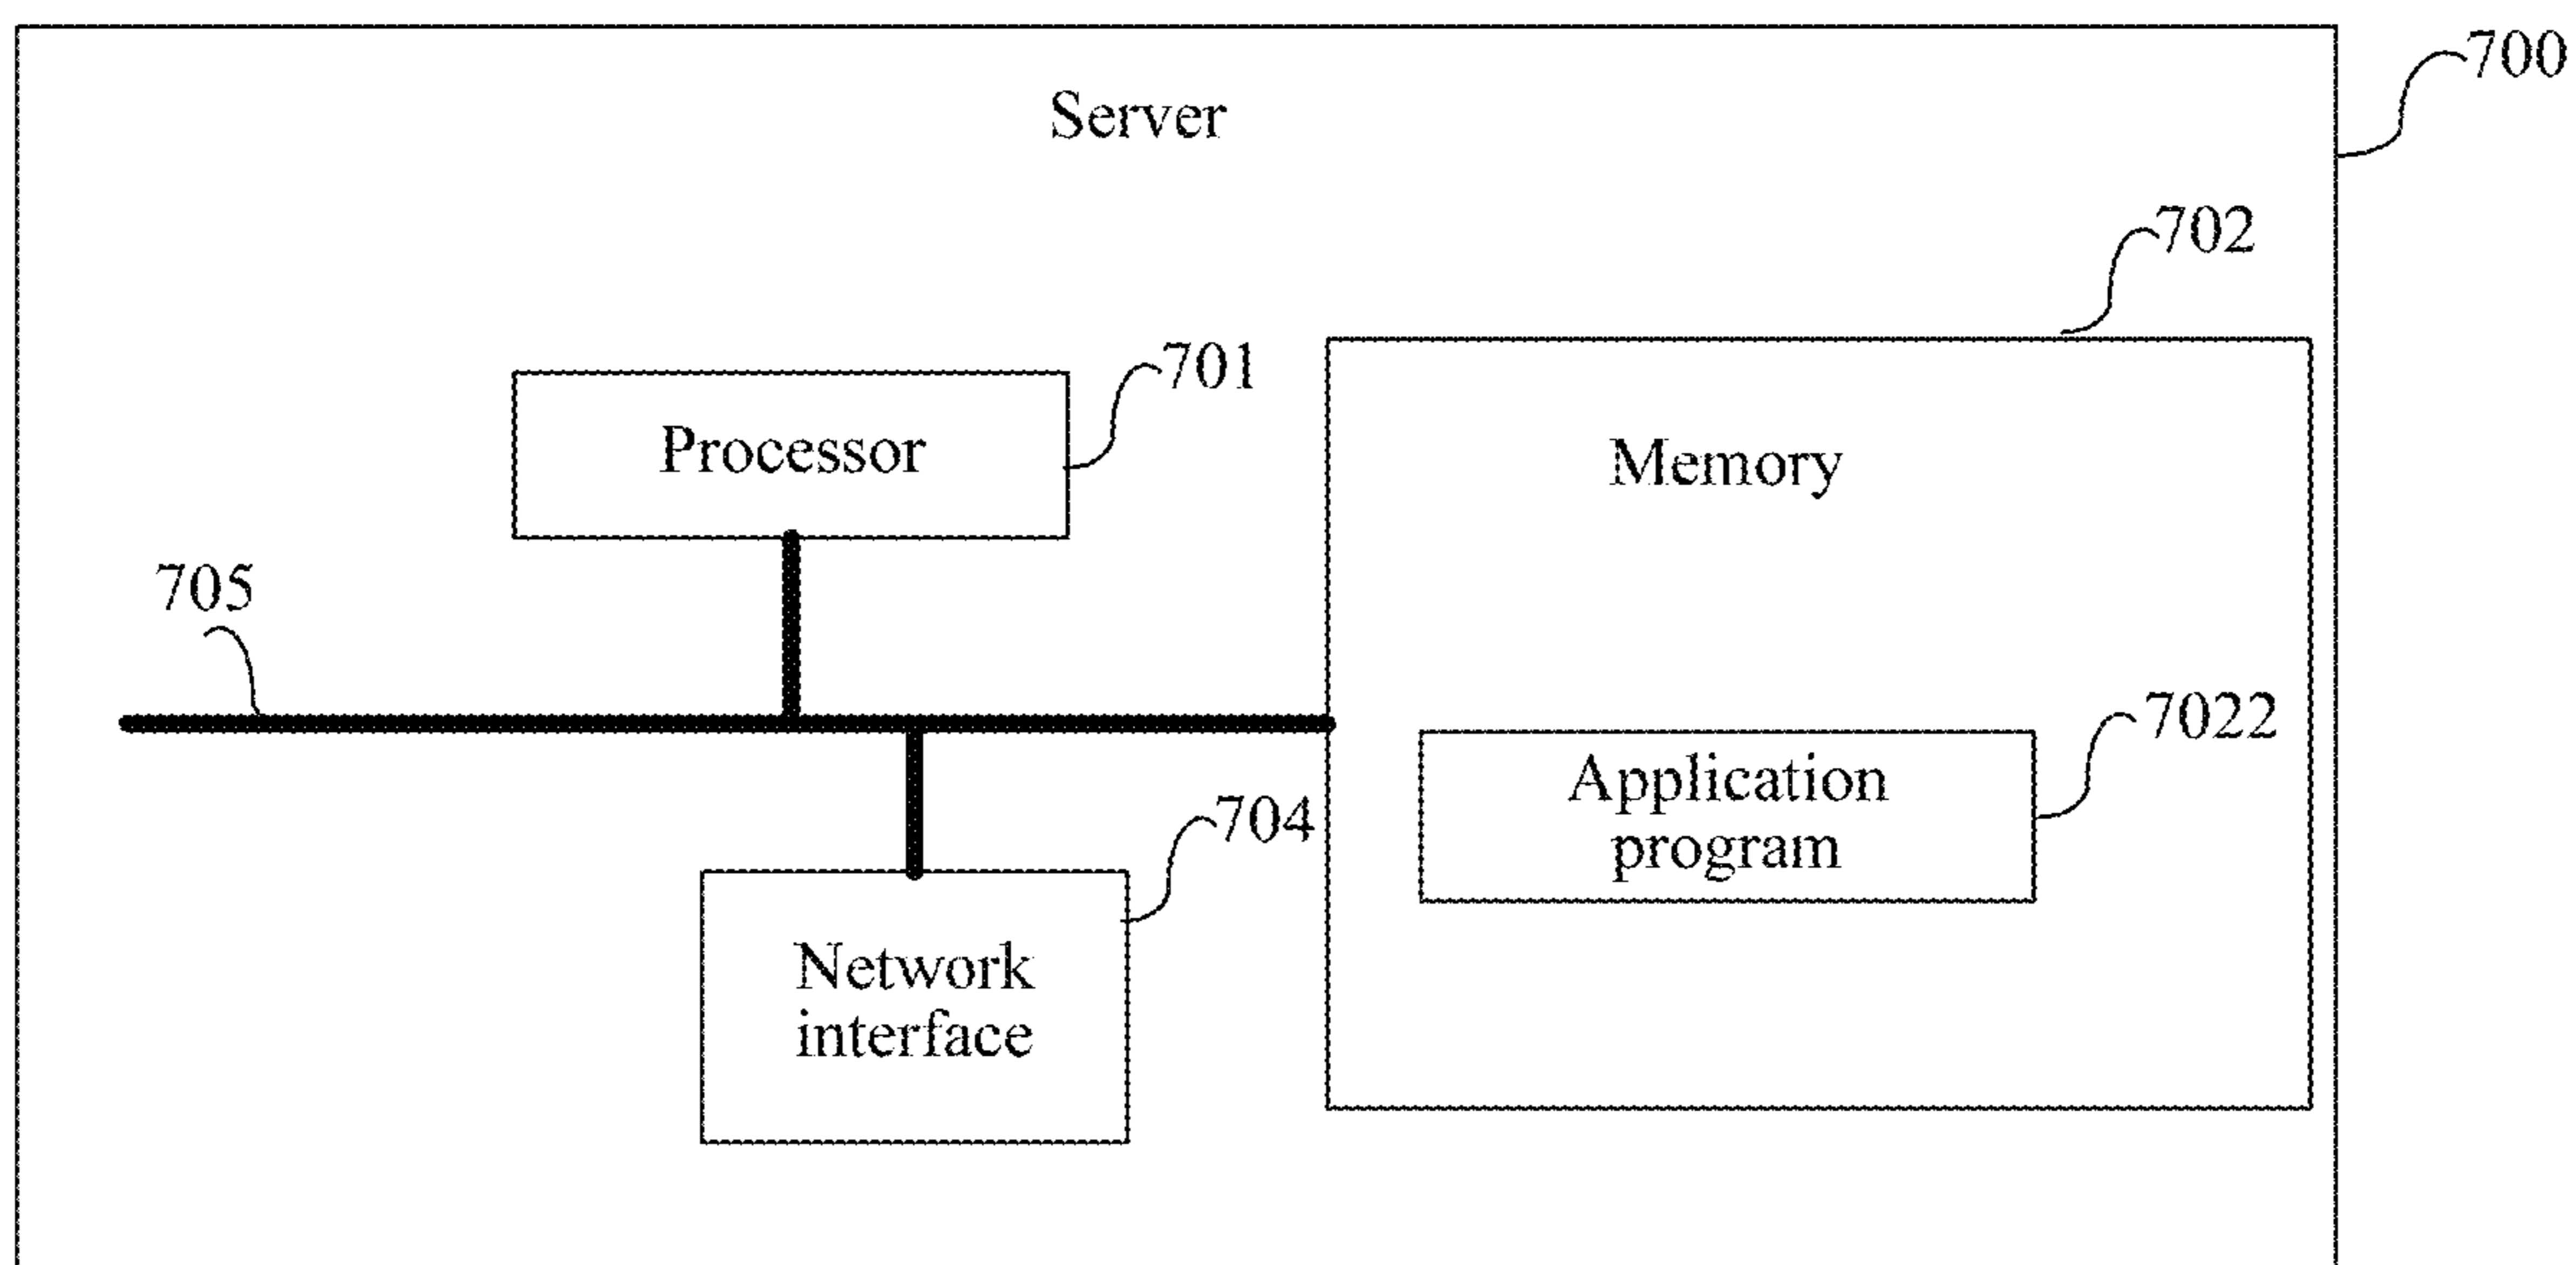 700
Server
702
701
Processor
Memory
705
7022
Application
program
704
Network
interface